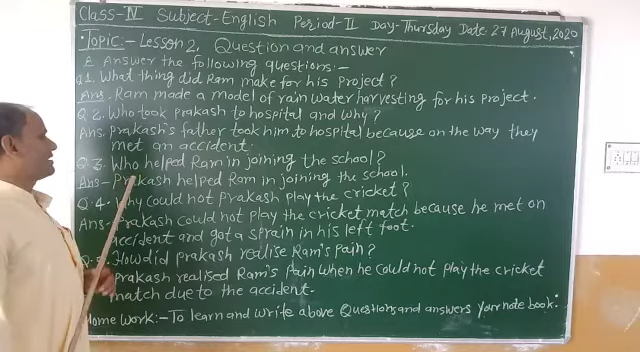 Class-IV Subject-English Period-II Day-Thursday Date 27 August, 2020
Topic:- Lesson 2, Question and answer
E Answer the following questions:-
Q1. What thing did Ram make for his project?
Ans. Ram made a model of rain water harvesting for his project.
Q.2. Who took Prakash to hospital and why?
Ans. Prakash's father took him to hospital because on the way they
met an accident.
Q.3. Who helped Ram in joining the school?
Ans- Prakash helped Ram in joining the school.
Q.4. Why could not Prakash play the cricket?
Ans- Prakash could not play the cricket match because he met an
accident and got a sprain in his left foot.
Q.5. How did Prakash realise Ram's pain?
Prakash realised Ram's pain when he could not play the cricket
match due to the accident.
Home Work:- To learn and write above Questions and answers your note book.